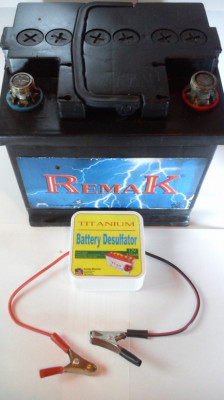 REMAK
TITANIUM
Battery Desulfator